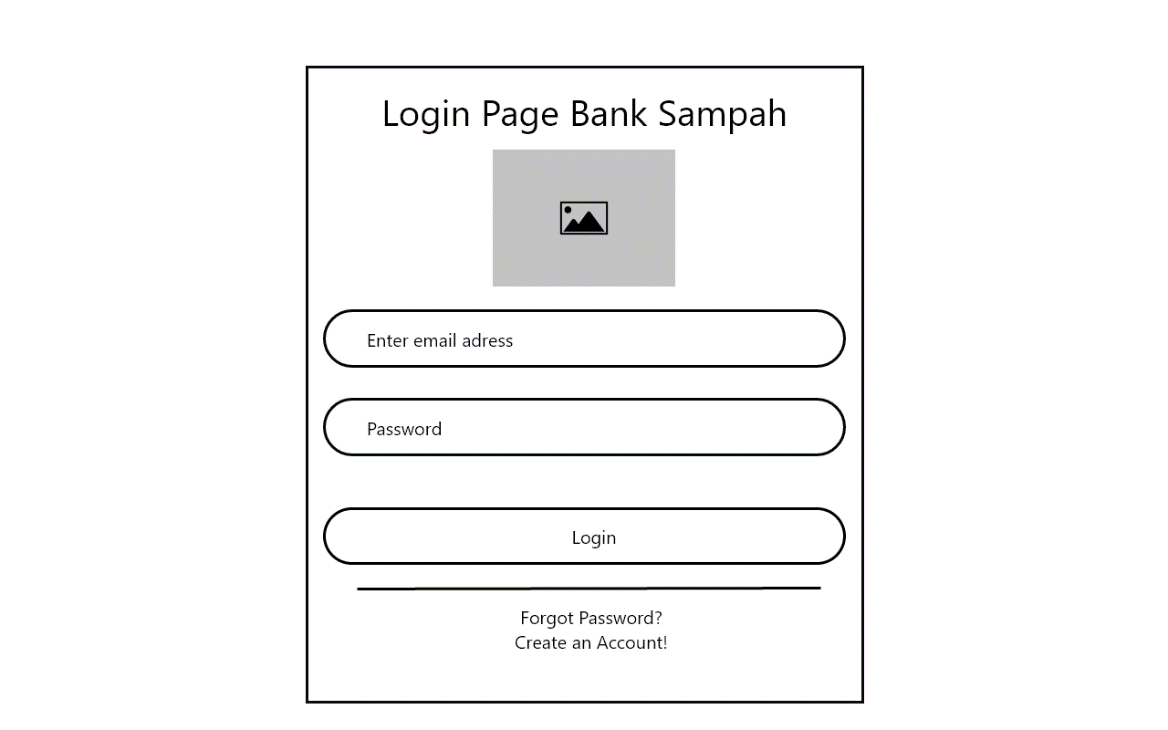 Login Page Bank Sampah
Enter email adress
Password
Login
Forgot Password?
Create an Account!